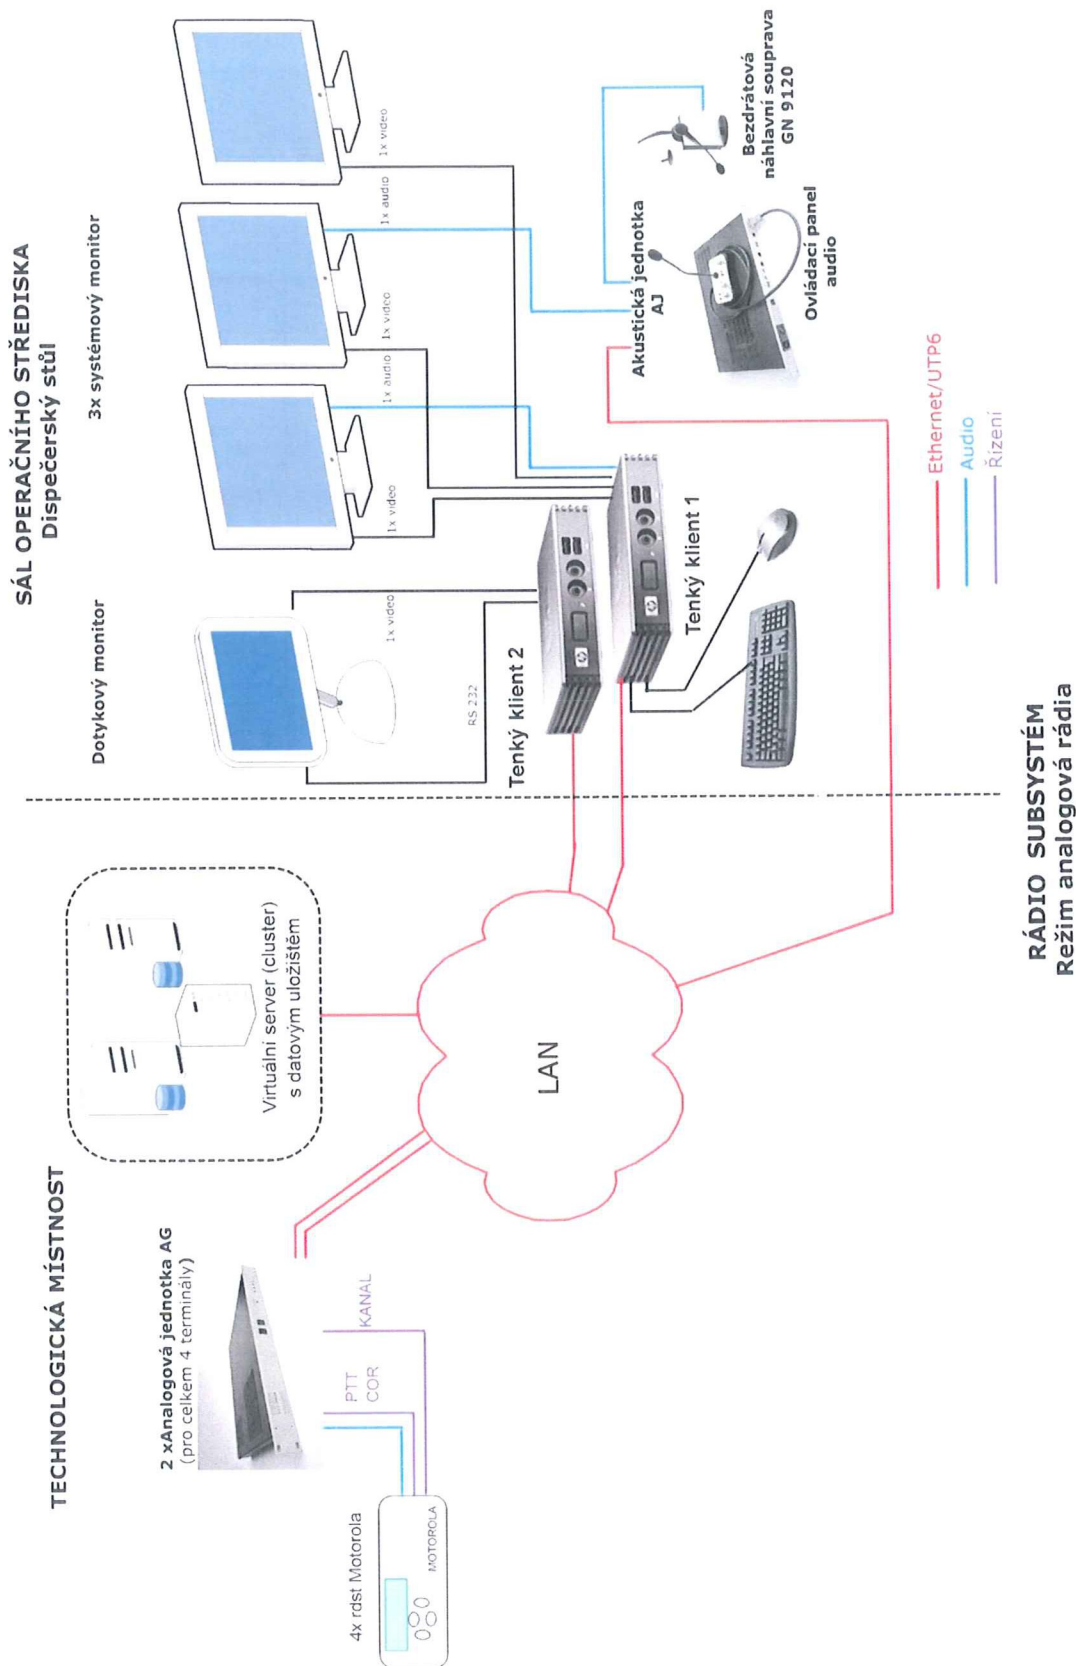 SÁL OPERAČNÍHO STŘEDISKA
Dispečerský stůl
TECHNOLOGICKÁ MÍSTNOST
Dotykový monitor
3x systémový monitor
1x video
RS 232
1x video
1x audio
1x video
1x audio
1x video
Tenký klient 2
Tenký klient 1
Akustická jednotka
AJ
Bezdrátová
náhlavní souprava
GN 9120
Ovládací panel
audio
Virtuální server (cluster)
s datovým uložištěm
LAN
2 xAnalogová jednotka AG
(pro celkem 4 terminály)
PTT
COR
KANAL
4x rdst Motorola
MOTOROLA
Ethernet/UTP6
Audio
Řízení
RÁDIO SUBSYSTÉM
Režim analogová rádia